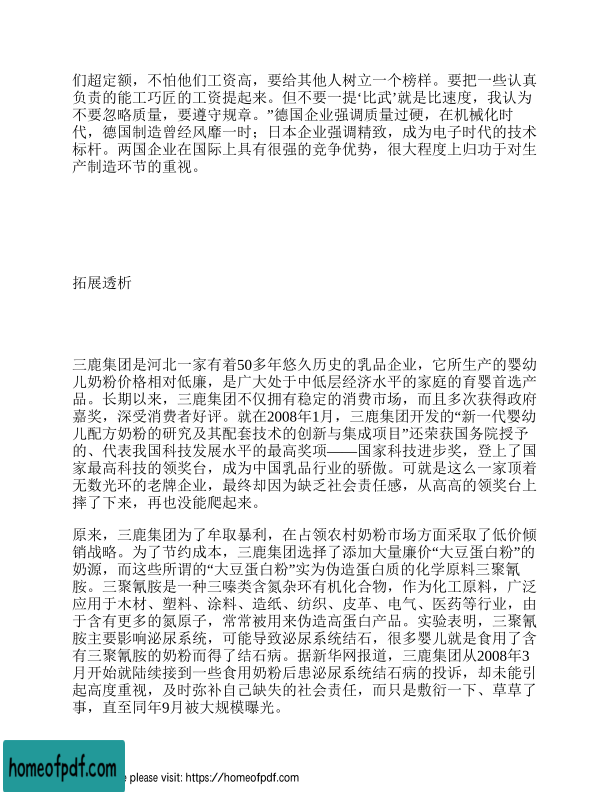 们超定额，不怕他们工资高，要给其他人树立一个榜样。要把一些认真
负责的能工巧匠的工资提起来。但不要一提‘比武’就是比速度，我认为
不要忽略质量，要遵守规章。”德国企业强调质量过硬，在机械化时
代，德国制造曾经风靡一时；日本企业强调精致，成为电子时代的技术
标杆。两国企业在国际上具有很强的竞争优势，很大程度上归功于对生
产制造环节的重视。
拓展透析
三鹿集团是河北一家有着50多年悠久历史的乳品企业，它所生产的婴幼
儿奶粉价格相对低廉，是广大处于中低层经济水平的家庭的育婴首选产
品。长期以来，三鹿集团不仅拥有稳定的消费市场，而且多次获得政府
嘉奖，深受消费者好评。就在2008年1月，三鹿集团开发的“新一代婴幼
儿配方奶粉的研究及其配套技术的创新与集成项目”还荣获国务院授予
的、代表我国科技发展水平的最高奖项——国家科技进步奖，登上了国
家最高科技的领奖台，成为中国乳品行业的骄傲。可就是这么一家顶着
无数光环的老牌企业，最终却因为缺乏社会责任感，从高高的领奖台上
摔了下来，再也没能爬起来。
原来，三鹿集团为了牟取暴利，在占领农村奶粉市场方面采取了低价倾
销战略。为了节约成本，三鹿集团选择了添加大量廉价“大豆蛋白粉”的
奶源，而这些所谓的“大豆蛋白粉”实为伪造蛋白质的化学原料三聚氰
胺。三聚氰胺是一种三嗪类含氮杂环有机化合物，作为化工原料，广泛
应用于木材、塑料、涂料、造纸、纺织、皮革、电气、医药等行业，由
于含有更多的氮原子，常常被用来伪造高蛋白产品。实验表明，三聚氰
胺主要影响泌尿系统，可能导致泌尿系统结石，很多婴儿就是食用了含
有三聚氰胺的奶粉而得了结石病。据新华网报道，三鹿集团从2008年3
月开始就陆续接到一些食用奶粉后患泌尿系统结石病的投诉，却未能引
起高度重视，及时弥补自己缺失的社会责任，而只是敷衍一下、草草了
事，直至同年9月被大规模曝光。
homeofpdf.com
please visit: https://homeofpdf.com